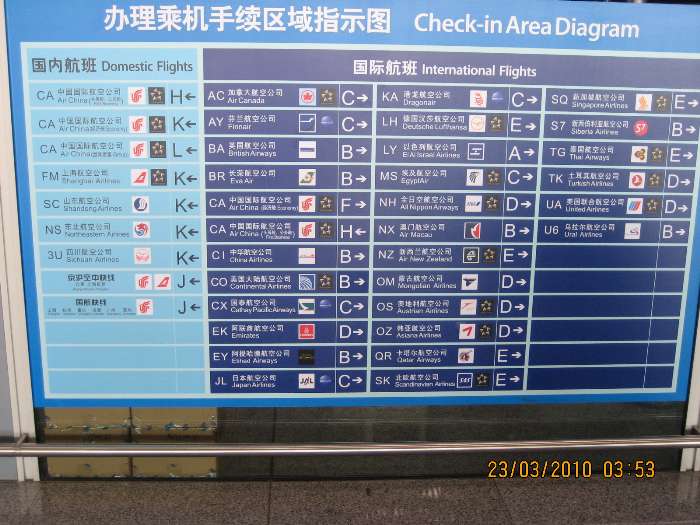 办理乘机手续区域指示图 Check-in Area Diagram
国内航班 Domestic Flights
CA 中国国际航空公司 H←
Air China
CA 中国国际航空公司 K←
Air China
CA 中国国际航空公司 L←
Air China
FM 上海航空公司 K←
Shanghai Airlines
SC 山东航空公司 K←
Shandong Airlines
NS 东北航空公司 K←
Northeastern Airlines
3U 四川航空公司 K←
Sichuan Airlines
京沪空中快线 J←
国航快线 J←
国际航班 International Flights
AC 加拿大航空公司 C→
Air Canada
AY 芬兰航空公司 C→
Finnair
BA 英国航空公司 B→
British Airways
BR 长荣航空公司 B→
Eva Air
CA 中国国际航空公司 F→
Air China
CA 中国国际航空公司 H→
Air China
CI 中华航空公司 B→
China Airlines
CO 美国大陆航空公司 B→
Continental Airlines
CX 国泰航空公司 C→
Cathay Pacific Airways
EK 阿联酋航空公司 D→
Emirates
EY 阿提哈德航空公司 B→
Etihad Airways
JL 日本航空公司 JAL C→
Japan Airlines
KA 港龙航空公司 C→
Dragonair
LH 德国汉莎航空公司 E→
Deutsche Lufthansa
LY 以色列航空公司 A→
El Al Israel Airlines
MS 埃及航空公司 C→
EgyptAir
NH 全日空航空公司 ANA D→
All Nippon Airways
NX 澳门航空公司 B→
Air Macau
NZ 新西兰航空公司 E→
Air New Zealand
OM 蒙古航空公司 D→
Mongolian Airlines
OS 奥地利航空公司 D→
Austrian Airlines
OZ 韩亚航空公司 D→
Asiana Airlines
QR 卡塔尔航空公司 E→
Qatar Airways
SK 北欧航空公司 SAS E→
Scandinavian Airlines
SQ 新加坡航空公司 E→
Singapore Airlines
S7 新西伯利亚航空公司 S7 B→
Siberia Airlines
TG 泰国航空公司 E→
Thai Airways
TK 土耳其航空公司 D→
Turkish Airlines
UA 美国联合航空公司 D→
United Airlines
U6 乌拉尔航空公司 B→
Ural Airlines
23/03/2010 03:53